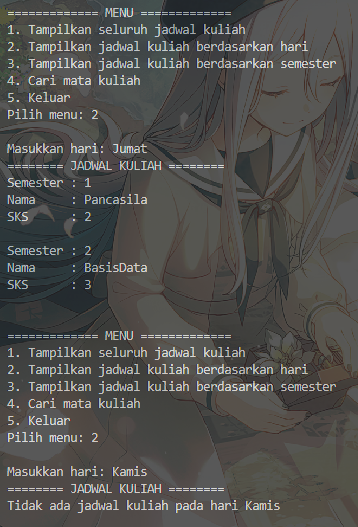 ============= MENU =============
1. Tampilkan seluruh jadwal kuliah
2. Tampilkan jadwal kuliah berdasarkan hari
3. Tampilkan jadwal kuliah berdasarkan semester
4. Cari mata kuliah
5. Keluar
Pilih menu: 2

Masukkan hari: Jumat
======== JADWAL KULIAH ========
Semester : 1
Nama     : Pancasila
SKS      : 2

Semester : 2
Nama     : BasisData
SKS      : 3

============= MENU =============
1. Tampilkan seluruh jadwal kuliah
2. Tampilkan jadwal kuliah berdasarkan hari
3. Tampilkan jadwal kuliah berdasarkan semester
4. Cari mata kuliah
5. Keluar
Pilih menu: 2

Masukkan hari: Kamis
======== JADWAL KULIAH ========
Tidak ada jadwal kuliah pada hari Kamis